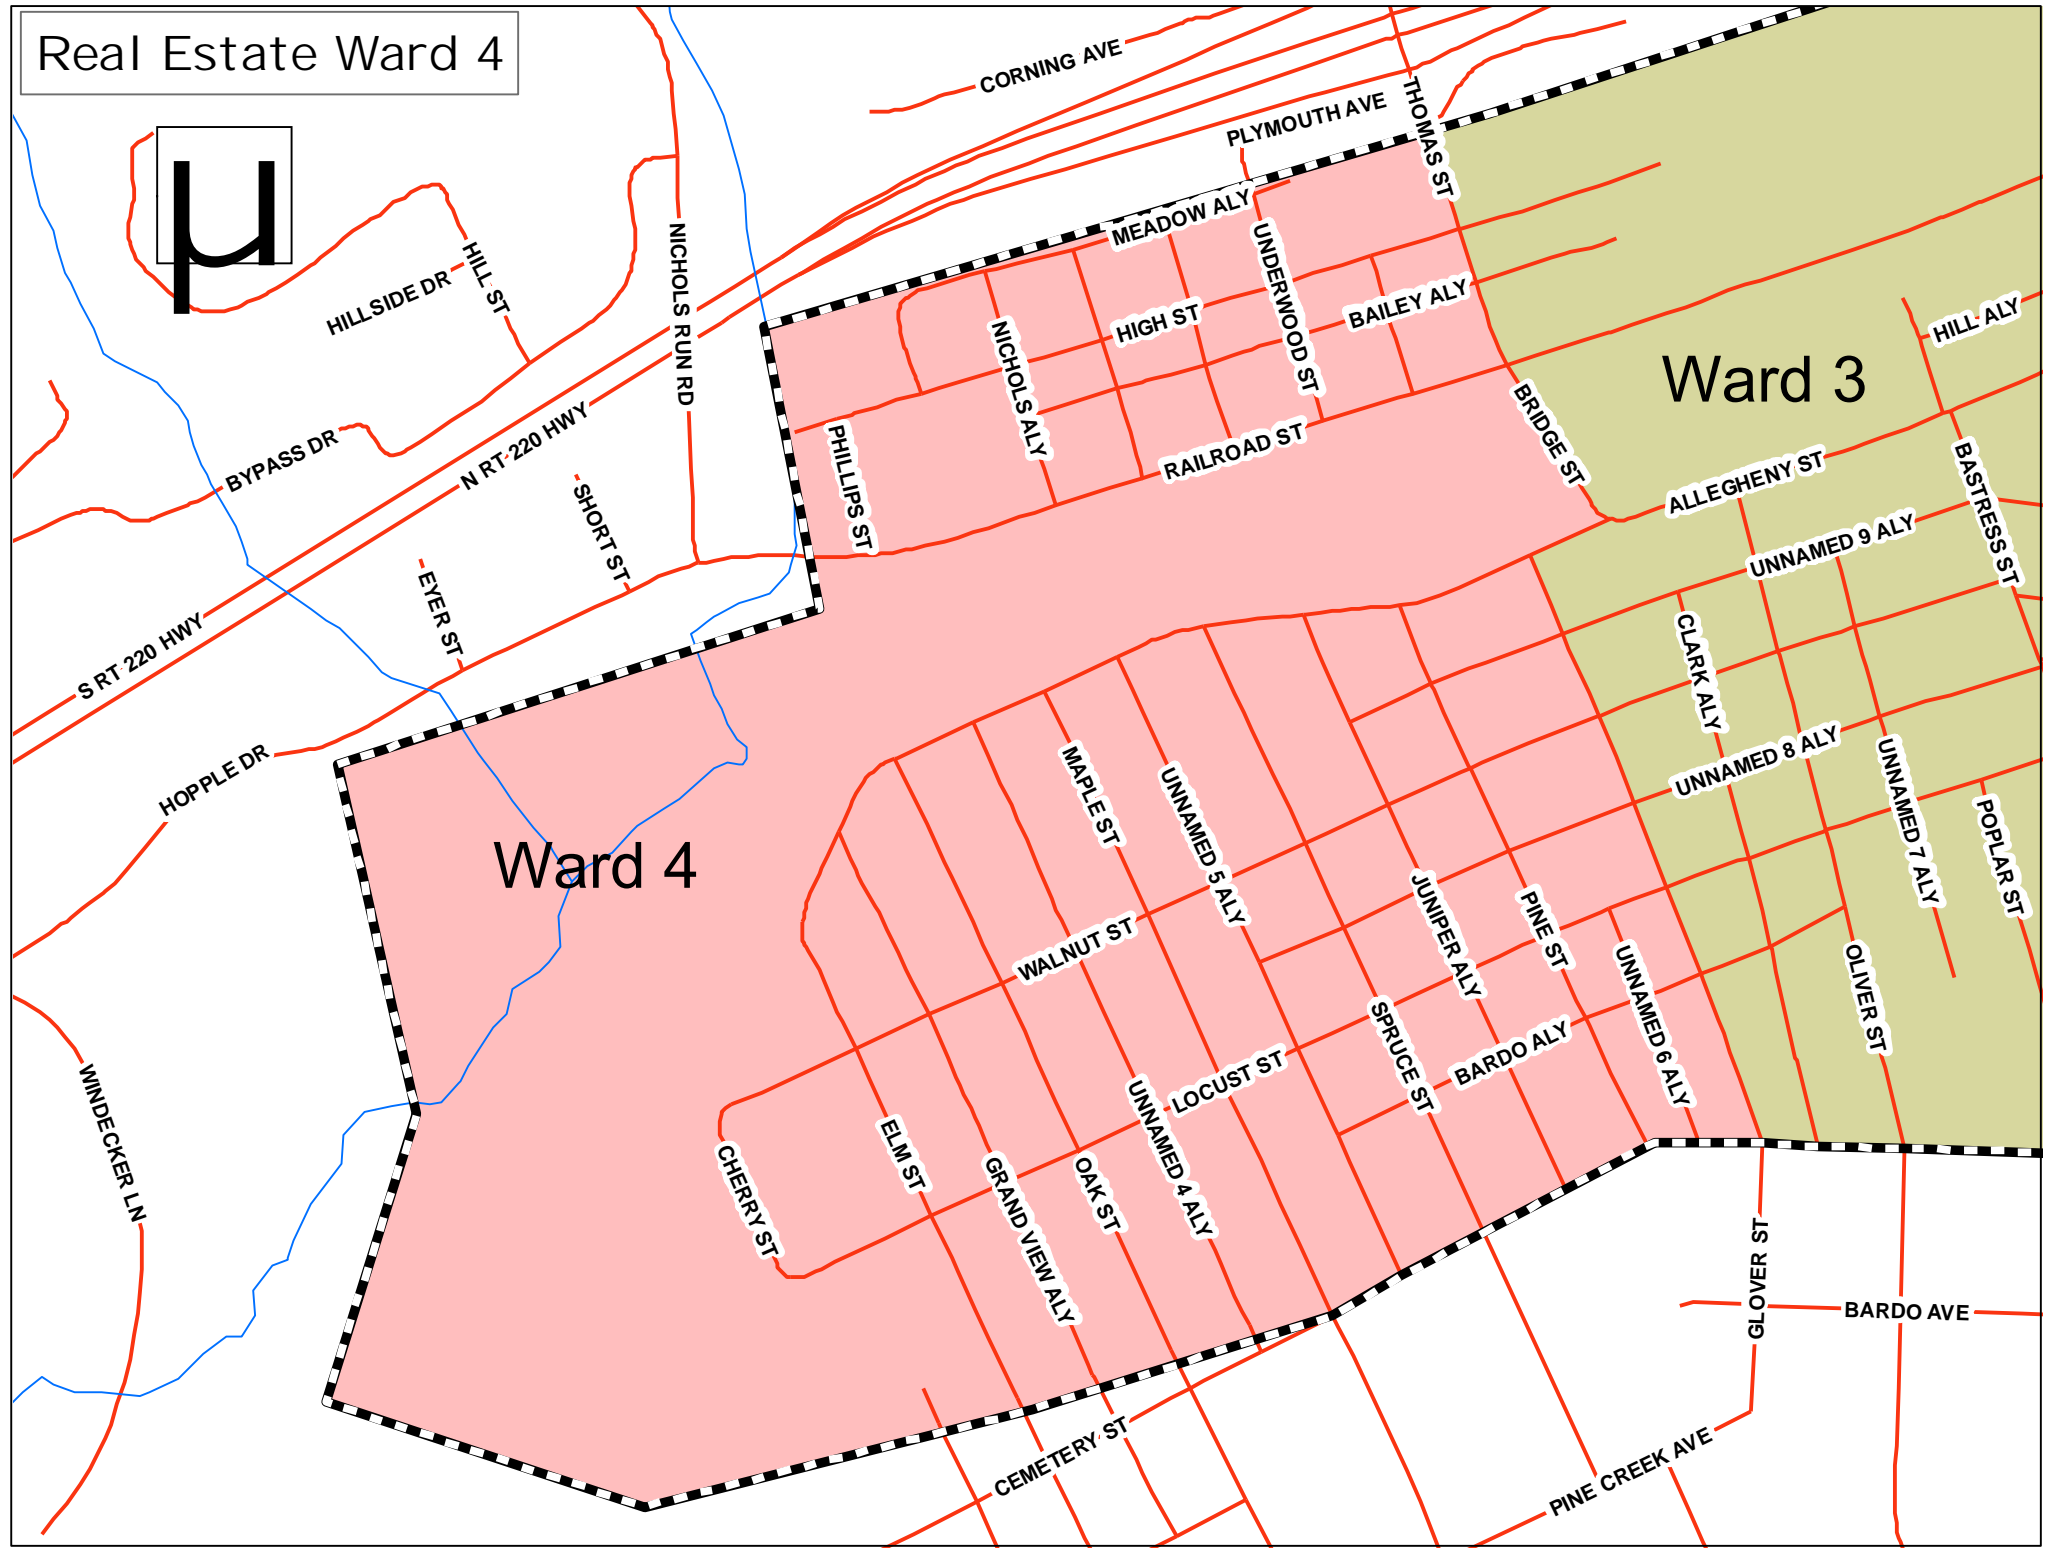 Real Estate Ward 4
µ
CORNING AVE
PLYMOUTH AVE
THOMAS ST
MEADOW ALY
HILL ST
HILLSIDE DR
NICHOLS RUN RD
UNDERWOOD ST
HIGH ST
BAILEY ALY
NICHOLS ALY
HILL ALY
Ward 3
BRIDGE ST
BYPASS DR
N RT 220 HWY
PHILLIPS ST
RAILROAD ST
ALLEGHENY ST
BASTRESS ST
SHORT ST
UNNAMED 9 ALY
EYER ST
S RT 220 HWY
CLARK ALY
HOPPLE DR
MAPLE ST
UNNAMED 5 ALY
UNNAMED 8 ALY
UNNAMED 7 ALY
POPLAR ST
Ward 4
JUNIPER ALY
PINE ST
WALNUT ST
UNNAMED 6 ALY
OLIVER ST
SPRUCE ST
BARDO ALY
LOCUST ST
WINDECKER LN
CHERRY ST
ELM ST
GRAND VIEW ALY
OAK ST
UNNAMED 4 ALY
GLOVER ST
BARDO AVE
CEMETERY ST
PINE CREEK AVE